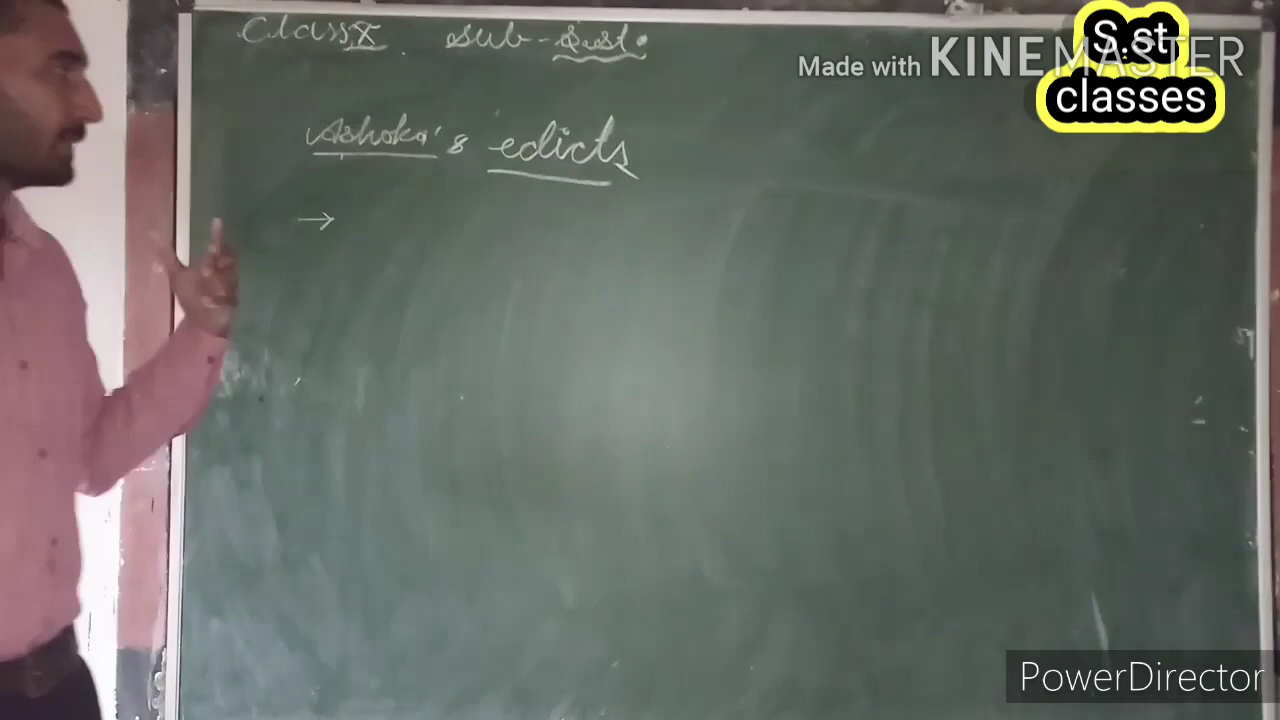 Class X sub - S.st.
S.st
Made with KINEMASTER
classes
Ashoka's edicts
→
PowerDirector